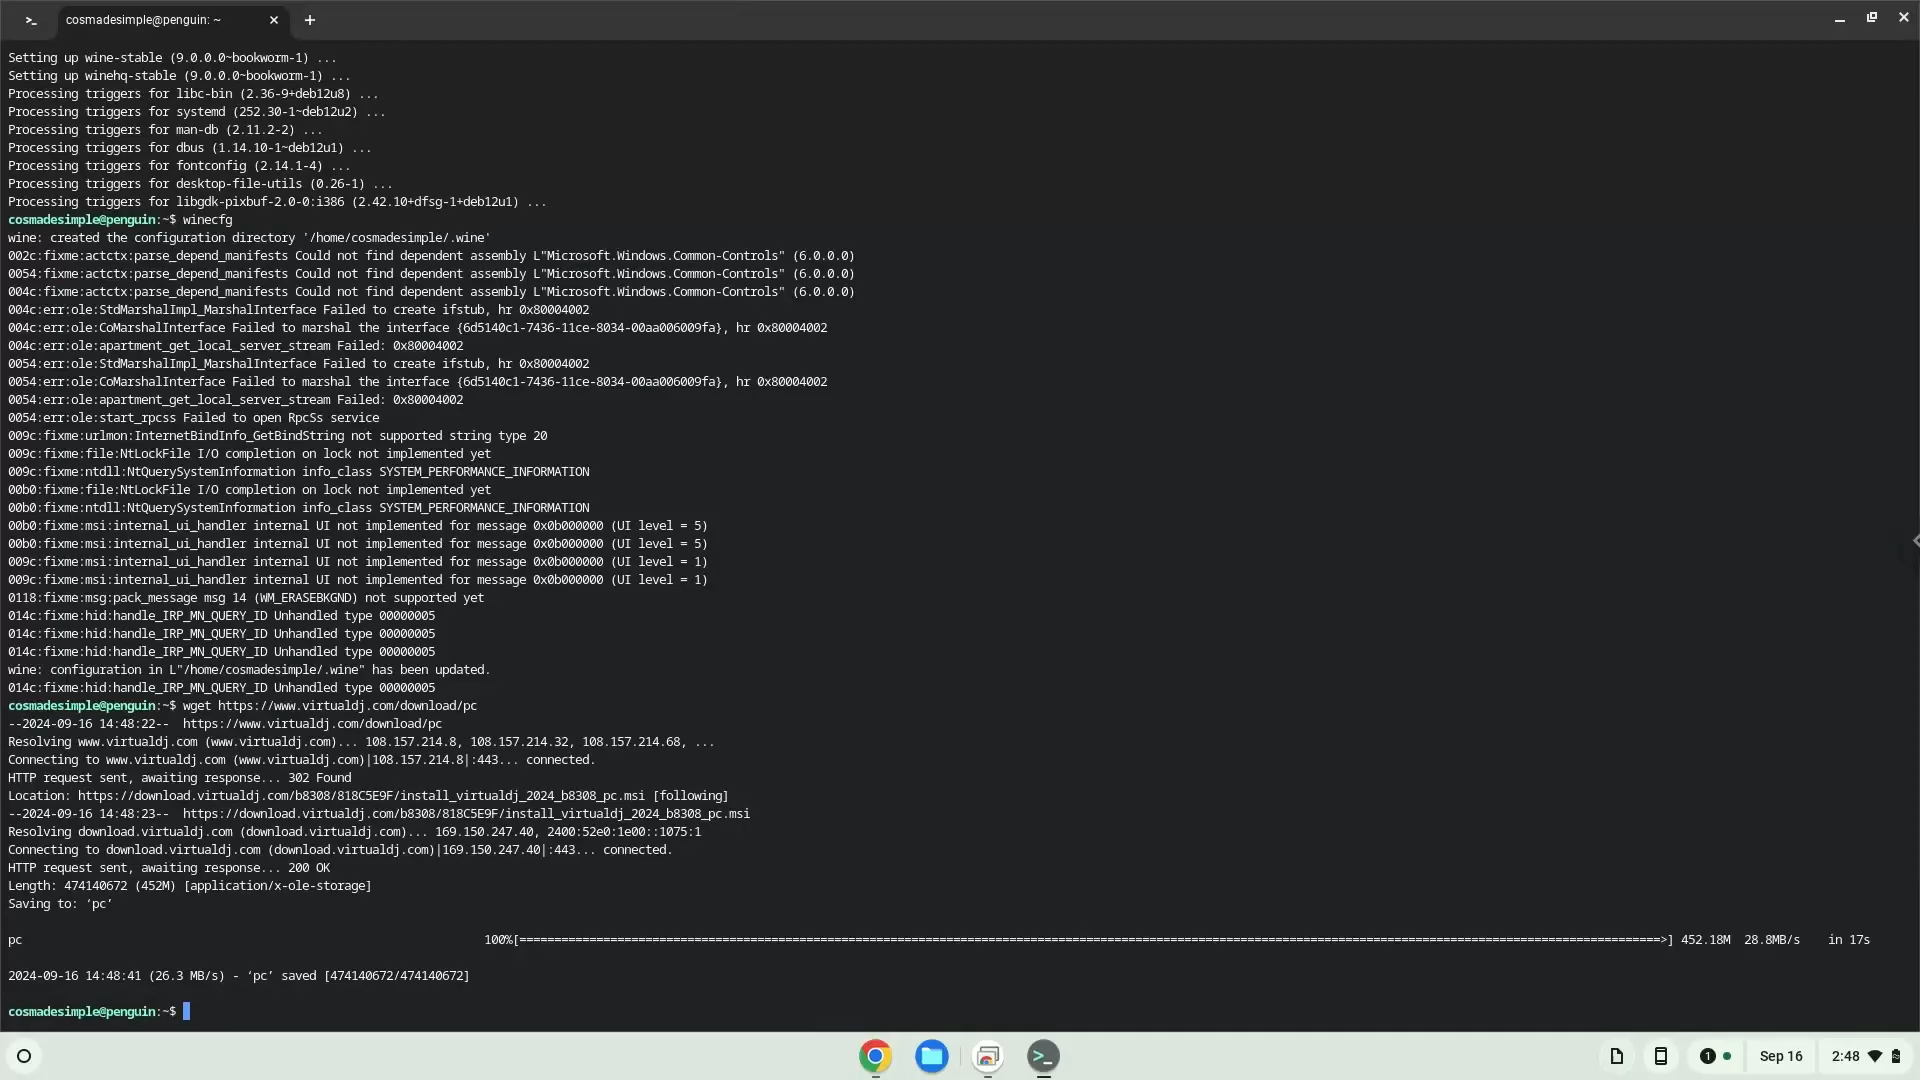 >_ cosmadesimple@penguin: ~ × +
Setting up wine-stable (9.0.0.0~bookworm-1) ...
Setting up winehq-stable (9.0.0.0~bookworm-1) ...
Processing triggers for libc-bin (2.36-9+deb12u8) ...
Processing triggers for systemd (252.30-1~deb12u2) ...
Processing triggers for man-db (2.11.2-2) ...
Processing triggers for dbus (1.14.10-1~deb12u1) ...
Processing triggers for fontconfig (2.14.1-4) ...
Processing triggers for desktop-file-utils (0.26-1) ...
Processing triggers for libgdk-pixbuf-2.0-0:i386 (2.42.10+dfsg-1+deb12u1) ...
cosmadesimple@penguin:~$ winecfg
wine: created the configuration directory '/home/cosmadesimple/.wine'
002c:fixme:actctx:parse_depend_manifests Could not find dependent assembly L"Microsoft.Windows.Common-Controls" (6.0.0.0)
0054:fixme:actctx:parse_depend_manifests Could not find dependent assembly L"Microsoft.Windows.Common-Controls" (6.0.0.0)
004c:fixme:actctx:parse_depend_manifests Could not find dependent assembly L"Microsoft.Windows.Common-Controls" (6.0.0.0)
004c:err:ole:StdMarshalImpl_MarshalInterface Failed to create ifstub, hr 0x80004002
004c:err:ole:CoMarshalInterface Failed to marshal the interface {6d5140c1-7436-11ce-8034-00aa006009fa}, hr 0x80004002
004c:err:ole:apartment_get_local_server_stream Failed: 0x80004002
0054:err:ole:StdMarshalImpl_MarshalInterface Failed to create ifstub, hr 0x80004002
0054:err:ole:CoMarshalInterface Failed to marshal the interface {6d5140c1-7436-11ce-8034-00aa006009fa}, hr 0x80004002
0054:err:ole:apartment_get_local_server_stream Failed: 0x80004002
0054:err:ole:start_rpcss Failed to open RpcSs service
009c:fixme:urlmon:InternetBindInfo_GetBindString not supported string type 20
009c:fixme:file:NtLockFile I/O completion on lock not implemented yet
009c:fixme:ntdll:NtQuerySystemInformation info_class SYSTEM_PERFORMANCE_INFORMATION
00b0:fixme:file:NtLockFile I/O completion on lock not implemented yet
00b0:fixme:ntdll:NtQuerySystemInformation info_class SYSTEM_PERFORMANCE_INFORMATION
00b0:fixme:msi:internal_ui_handler internal UI not implemented for message 0x0b000000 (UI level = 5)
00b0:fixme:msi:internal_ui_handler internal UI not implemented for message 0x0b000000 (UI level = 5)
009c:fixme:msi:internal_ui_handler internal UI not implemented for message 0x0b000000 (UI level = 1)
009c:fixme:msi:internal_ui_handler internal UI not implemented for message 0x0b000000 (UI level = 1)
0118:fixme:msg:pack_message msg 14 (WM_ERASEBKGND) not supported yet
014c:fixme:hid:handle_IRP_MN_QUERY_ID Unhandled type 00000005
014c:fixme:hid:handle_IRP_MN_QUERY_ID Unhandled type 00000005
014c:fixme:hid:handle_IRP_MN_QUERY_ID Unhandled type 00000005
wine: configuration in L"/home/cosmadesimple/.wine" has been updated.
014c:fixme:hid:handle_IRP_MN_QUERY_ID Unhandled type 00000005
cosmadesimple@penguin:~$ wget https://www.virtualdj.com/download/pc
--2024-09-16 14:48:22-- https://www.virtualdj.com/download/pc
Resolving www.virtualdj.com (www.virtualdj.com)... 108.157.214.8, 108.157.214.32, 108.157.214.68, ...
Connecting to www.virtualdj.com (www.virtualdj.com)|108.157.214.8|:443... connected.
HTTP request sent, awaiting response... 302 Found
Location: https://download.virtualdj.com/b8308/818C5E9F/install_virtualdj_2024_b8308_pc.msi [following]
--2024-09-16 14:48:23-- https://download.virtualdj.com/b8308/818C5E9F/install_virtualdj_2024_b8308_pc.msi
Resolving download.virtualdj.com (download.virtualdj.com)... 169.150.247.40, 2400:52e0:1e00::1075:1
Connecting to download.virtualdj.com (download.virtualdj.com)|169.150.247.40|:443... connected.
HTTP request sent, awaiting response... 200 OK
Length: 474140672 (452M) [application/x-ole-storage]
Saving to: ‘pc’
pc 100%[===================================================>] 452.18M 28.8MB/s in 17s
2024-09-16 14:48:41 (26.3 MB/s) - ‘pc’ saved [474140672/474140672]
cosmadesimple@penguin:~$
1 Sep 16 2:48